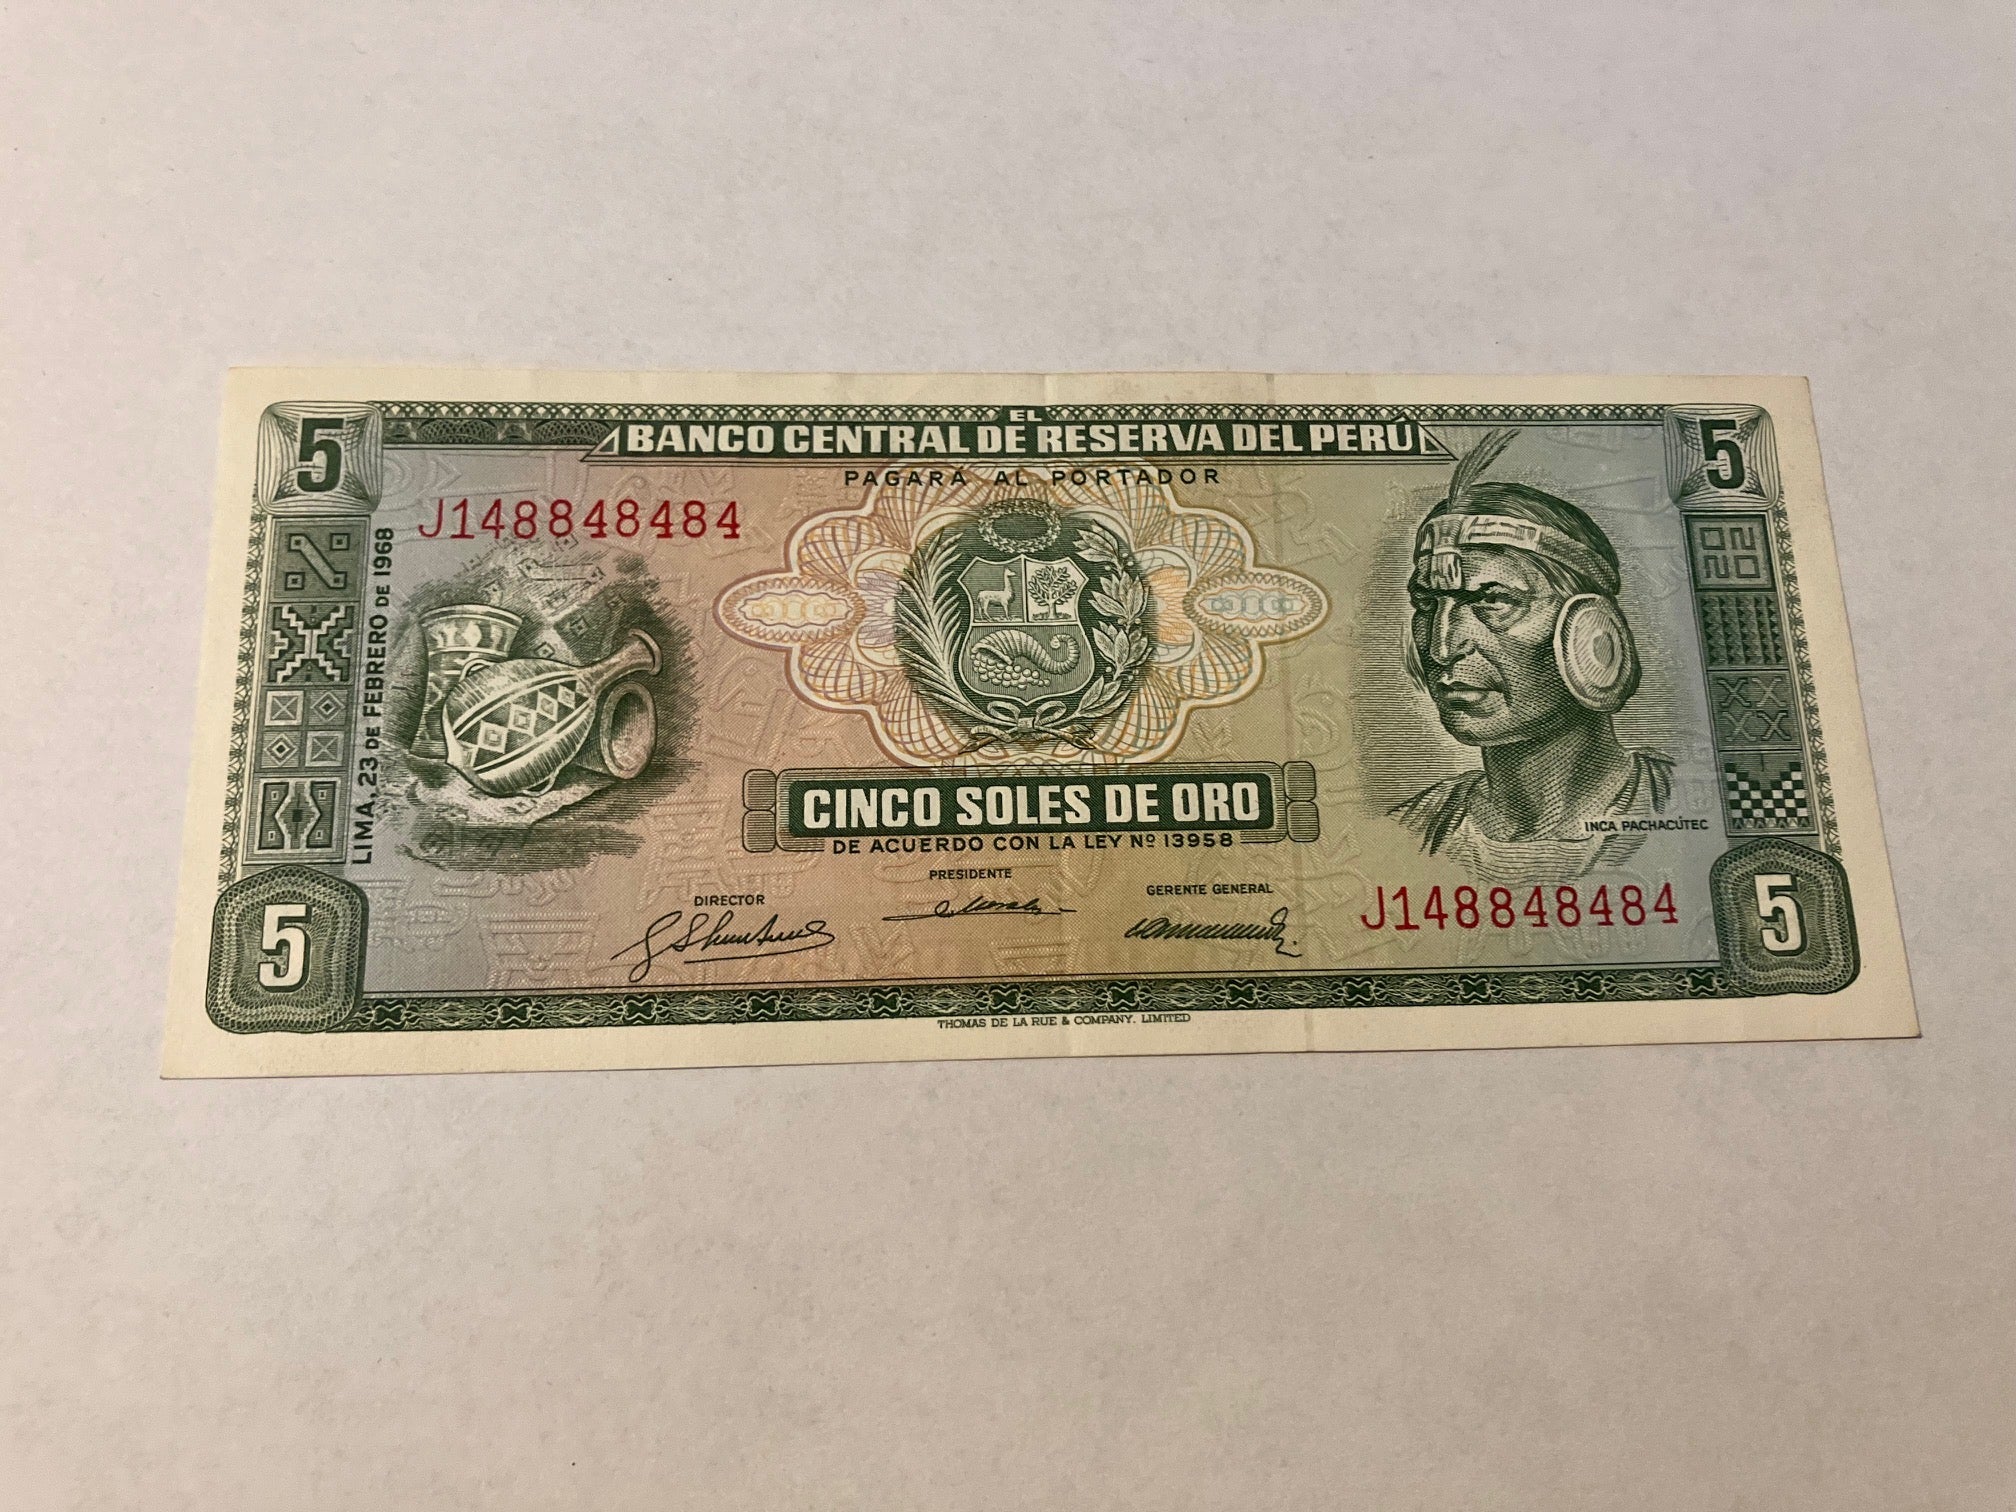 5
EL
BANCO CENTRAL DE RESERVA DEL PERÚ
5
PAGARÁ AL PORTADOR
J148848484
LIMA, 23 DE FEBRERO DE 1968
CINCO SOLES DE ORO
DE ACUERDO CON LA LEY Nº 13958
INCA PACHACÚTEC
DIRECTOR
PRESIDENTE
GERENTE GENERAL
J148848484
5
5
THOMAS DE LA RUE & COMPANY, LIMITED